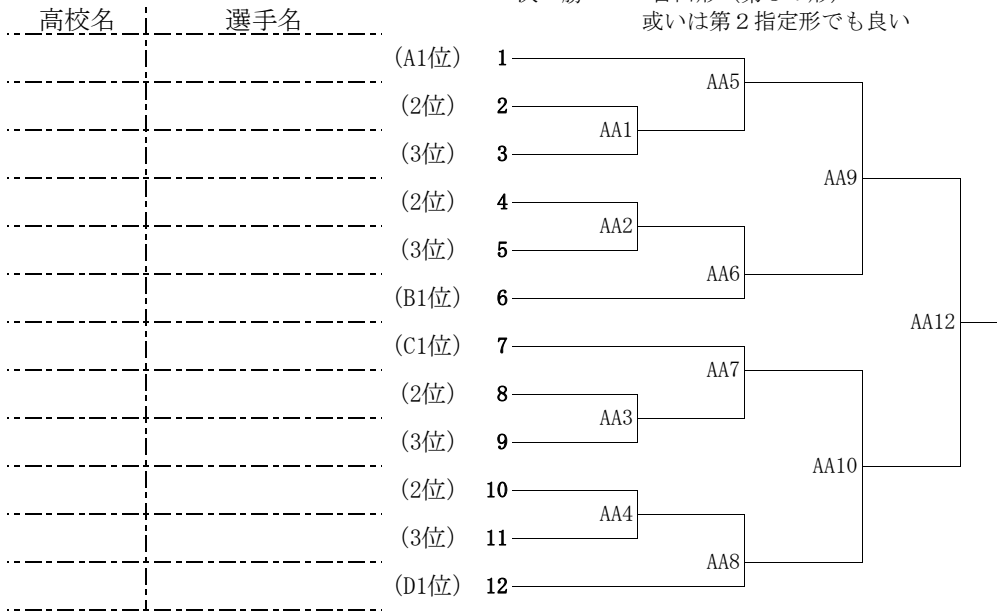 高校名 選手名
或いは第２指定形でも良い
(A1位) 1
AA5
(2位) 2
AA1
(3位) 3
AA9
(2位) 4
AA2
(3位) 5
AA6
(B1位) 6
AA12
(C1位) 7
AA7
(2位) 8
AA3
(3位) 9
AA10
(2位) 10
AA4
(3位) 11
AA8
(D1位) 12